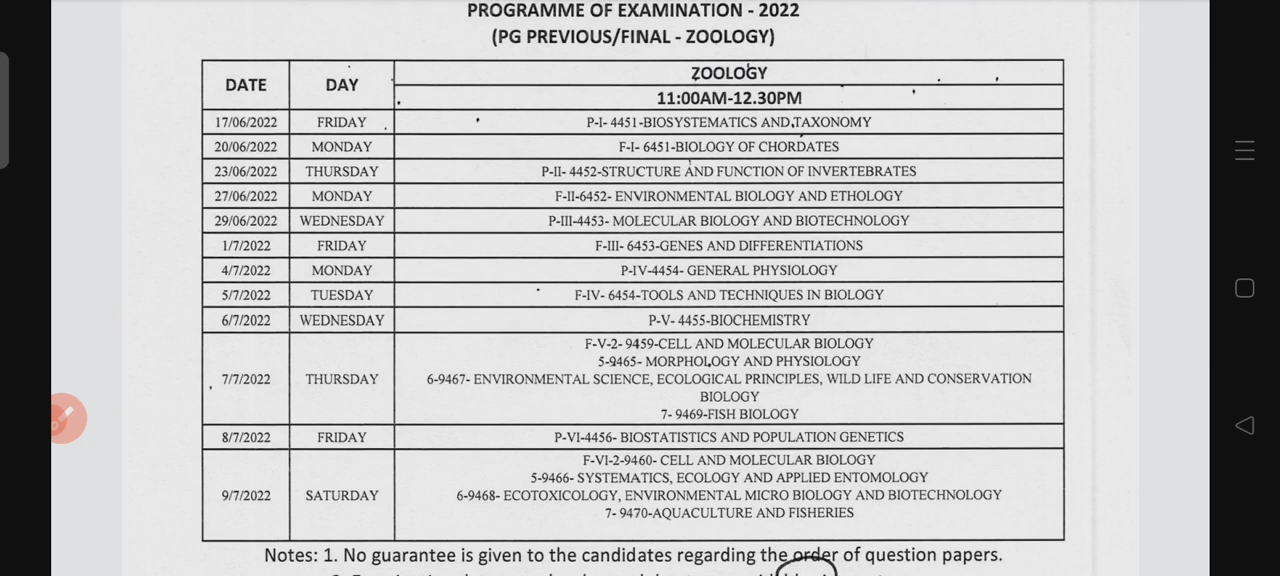 PROGRAMME OF EXAMINATION - 2022
(PG PREVIOUS/FINAL - ZOOLOGY)
DATE DAY ZOOLOGY
11:00AM-12.30PM
17/06/2022 FRIDAY P-I- 4451-BIOSYSTEMATICS AND TAXONOMY
20/06/2022 MONDAY F-I- 6451-BIOLOGY OF CHORDATES
23/06/2022 THURSDAY P-II- 4452-STRUCTURE AND FUNCTION OF INVERTEBRATES
27/06/2022 MONDAY F-II-6452- ENVIRONMENTAL BIOLOGY AND ETHOLOGY
29/06/2022 WEDNESDAY P-III-4453- MOLECULAR BIOLOGY AND BIOTECHNOLOGY
1/7/2022 FRIDAY F-III- 6453-GENES AND DIFFERENTIATIONS
4/7/2022 MONDAY P-IV-4454- GENERAL PHYSIOLOGY
5/7/2022 TUESDAY F-IV- 6454-TOOLS AND TECHNIQUES IN BIOLOGY
6/7/2022 WEDNESDAY P-V- 4455-BIOCHEMISTRY
7/7/2022 THURSDAY F-V-2- 9459-CELL AND MOLECULAR BIOLOGY
5-9465- MORPHOLOGY AND PHYSIOLOGY
6-9467- ENVIRONMENTAL SCIENCE, ECOLOGICAL PRINCIPLES, WILD LIFE AND CONSERVATION
BIOLOGY
7- 9469-FISH BIOLOGY
8/7/2022 FRIDAY P-VI-4456- BIOSTATISTICS AND POPULATION GENETICS
9/7/2022 SATURDAY F-VI-2-9460- CELL AND MOLECULAR BIOLOGY
5-9466- SYSTEMATICS, ECOLOGY AND APPLIED ENTOMOLOGY
6-9468- ECOTOXICOLOGY, ENVIRONMENTAL MICRO BIOLOGY AND BIOTECHNOLOGY
7- 9470-AQUACULTURE AND FISHERIES
Notes: 1. No guarantee is given to the candidates regarding the order of question papers.